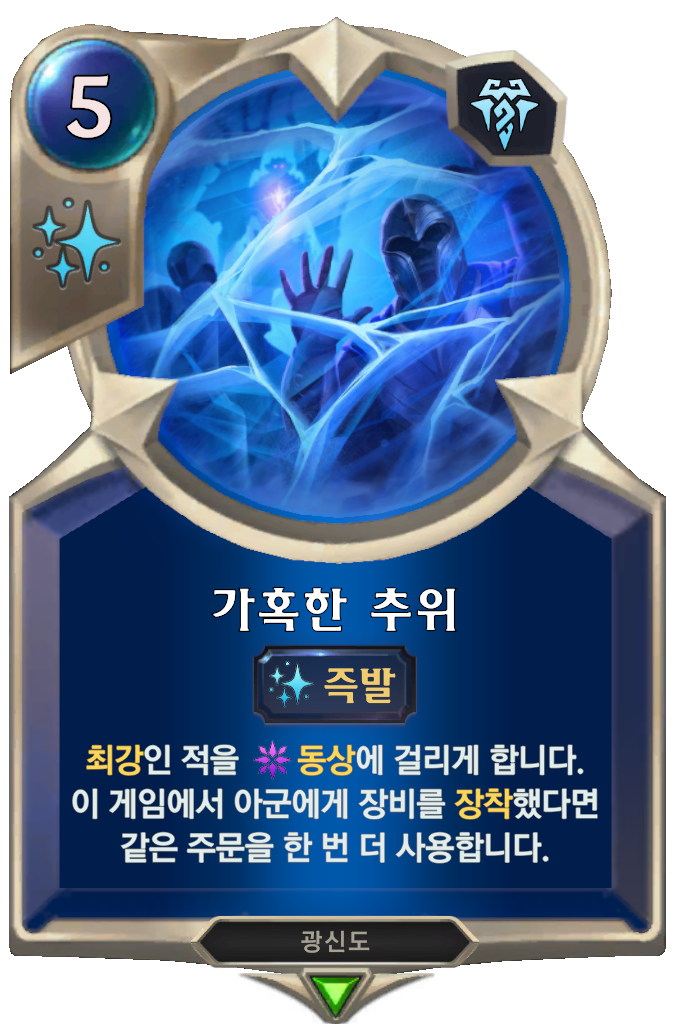 5
가혹한 추위
즉발
최강인 적을 동상에 걸리게 합니다.
이 게임에서 아군에게 장비를 장착했다면
같은 주문을 한 번 더 사용합니다.
광신도